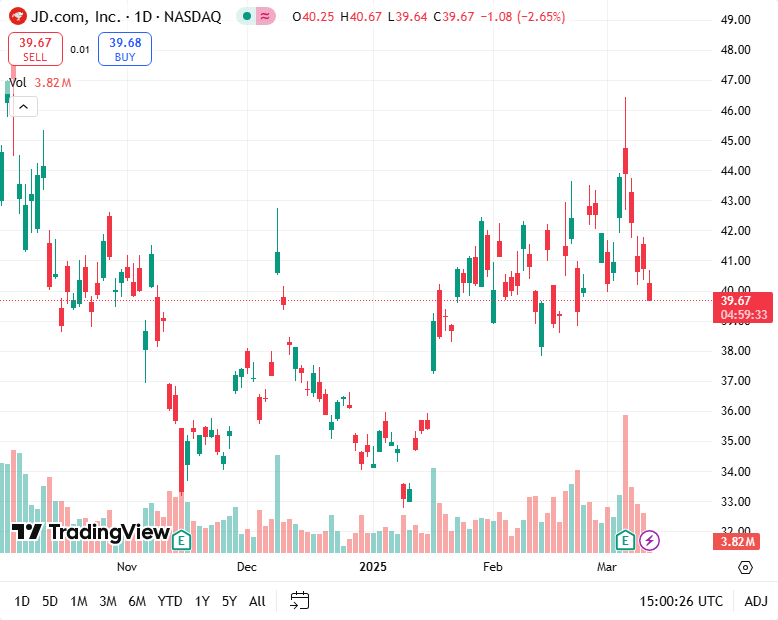 JD.com, Inc. · 1D · NASDAQ O40.25 H40.67 L39.64 C39.67 −1.08 (−2.65%)
39.67 SELL
0.01
39.68 BUY
Vol 3.82M
49.00
48.00
47.00
46.00
45.00
44.00
43.00
42.00
41.00
40.00
39.67
04:59:33
39.00
38.00
37.00
36.00
35.00
34.00
33.00
32.00
3.82M
TradingView
E
E
Nov Dec 2025 Feb Mar
1D 5D 1M 3M 6M YTD 1Y 5Y All 15:00:26 UTC ADJ